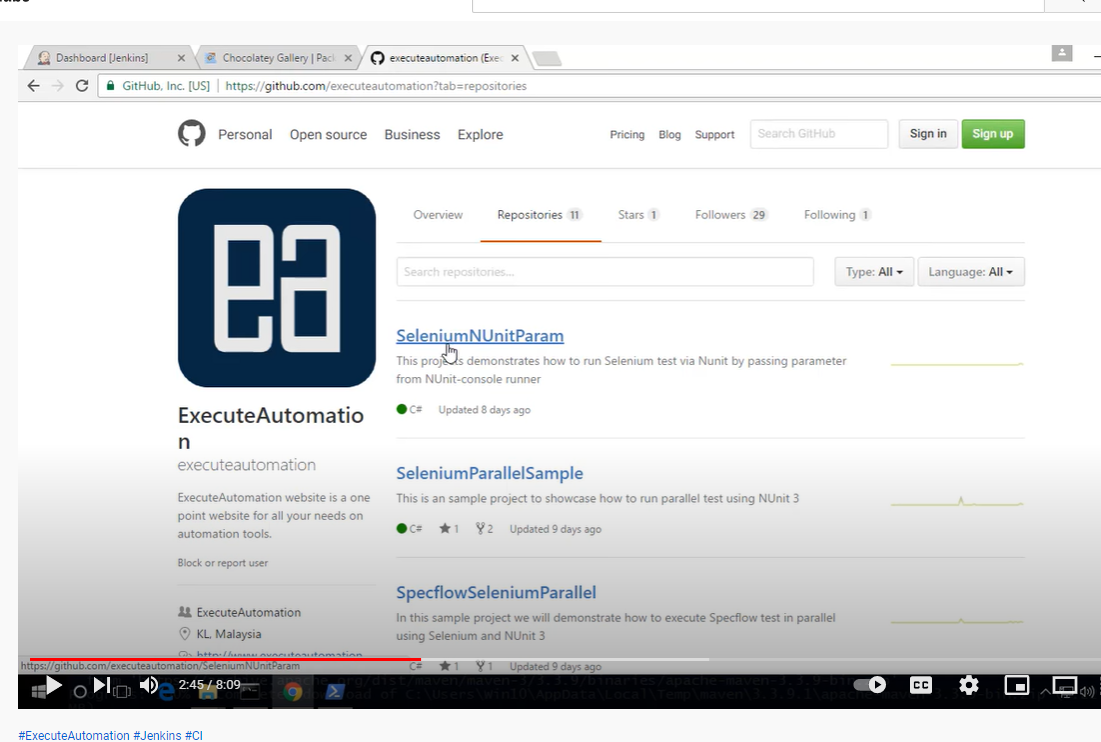 Dashboard [Jenkins]
Chocolatey Gallery | Pac
executeautomation (Exec
GitHub, Inc. [US] | https://github.com/executeautomation?tab=repositories
Personal Open source Business Explore Pricing Blog Support Search GitHub Sign in Sign up
ea
Overview Repositories 11 Stars 1 Followers 29 Following 1
Search repositories... Type: All Language: All
SeleniumNUnitParam
This projects demonstrates how to run Selenium test via Nunit by passing parameter
from NUnit-console runner
C# Updated 8 days ago
ExecuteAutomatio
n
executeautomation
ExecuteAutomation website is a one
point website for all your needs on
automation tools.
Block or report user
ExecuteAutomation
KL, Malaysia
http://www.executeautomation
SeleniumParallelSample
This is an sample project to showcase how to run parallel test using NUnit 3
C# 1 2 Updated 9 days ago
SpecflowSeleniumParallel
In this sample project we will demonstrate how to execute Specflow test in parallel
using Selenium and NUnit 3
C# 1 1 Updated 9 days ago
https://github.com/executeautomation/SeleniumNUnitParam
2:45 / 8:09
CC
#ExecuteAutomation #Jenkins #CI